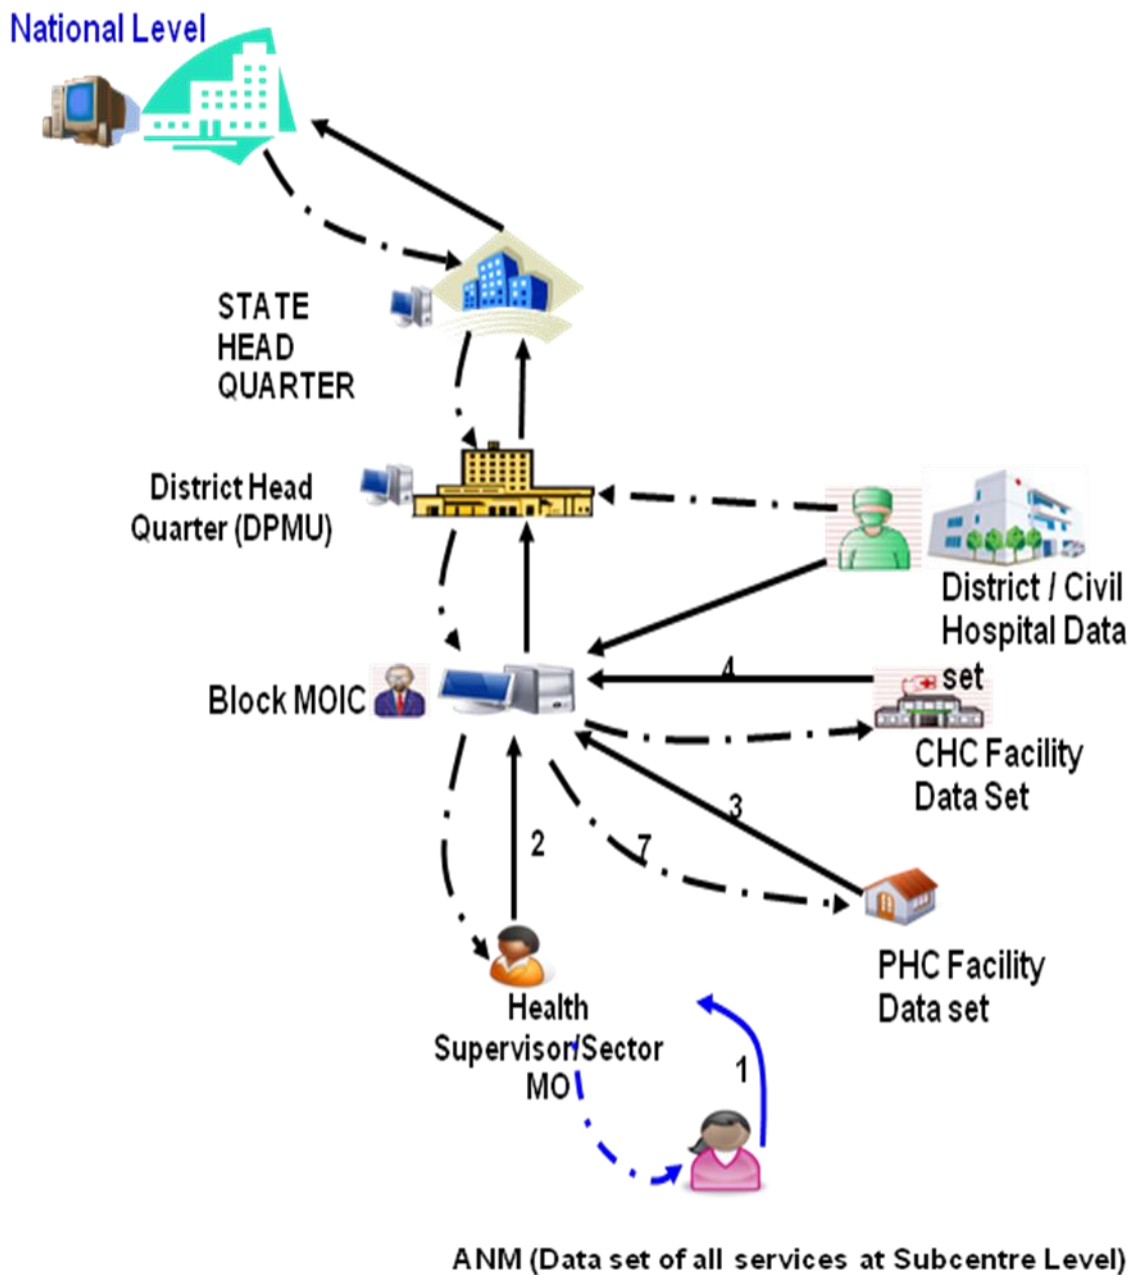 National Level
STATE
HEAD
QUARTER
District Head
Quarter (DPMU)
District / Civil
Hospital Data
set
4
Block MOIC
CHC Facility
Data Set
3
2
7
PHC Facility
Data set
Health
Supervisor/Sector
MO
1
ANM (Data set of all services at Subcentre Level)